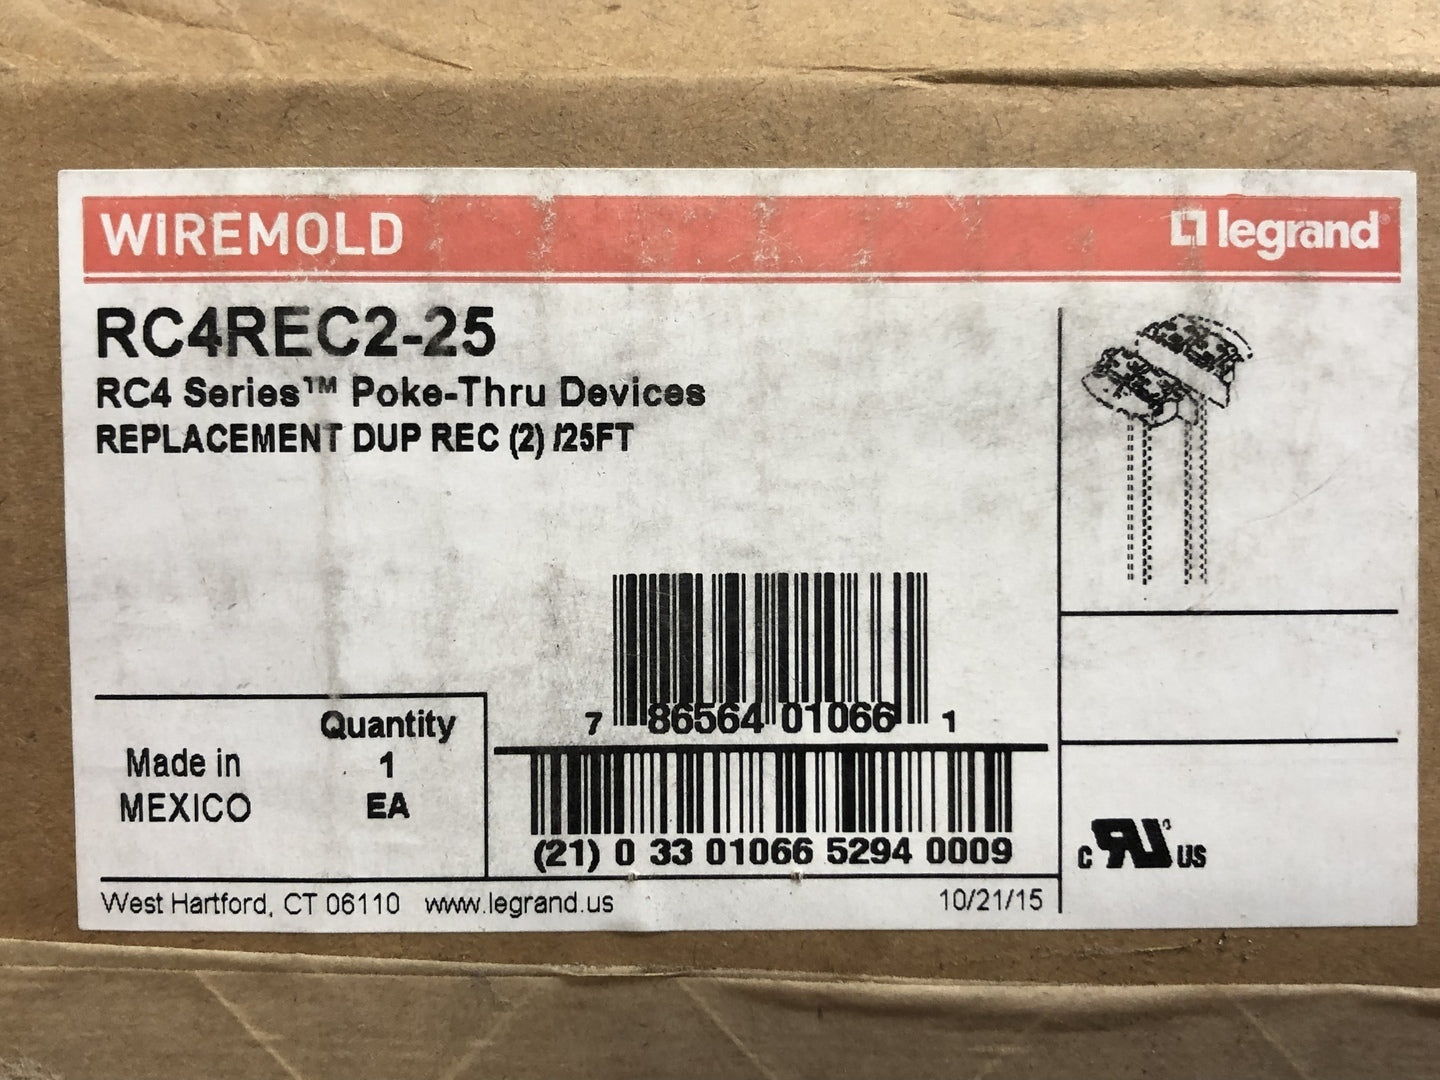 WIREMOLD
legrand®
RC4REC2-25
RC4 Series™ Poke-Thru Devices
REPLACEMENT DUP REC (2) /25FT
7 86564 01066 1
Quantity
Made in 1
MEXICO EA
(21) 0 33 01066 5294 0009
C RU US
West Hartford, CT 06110 www.legrand.us 10/21/15